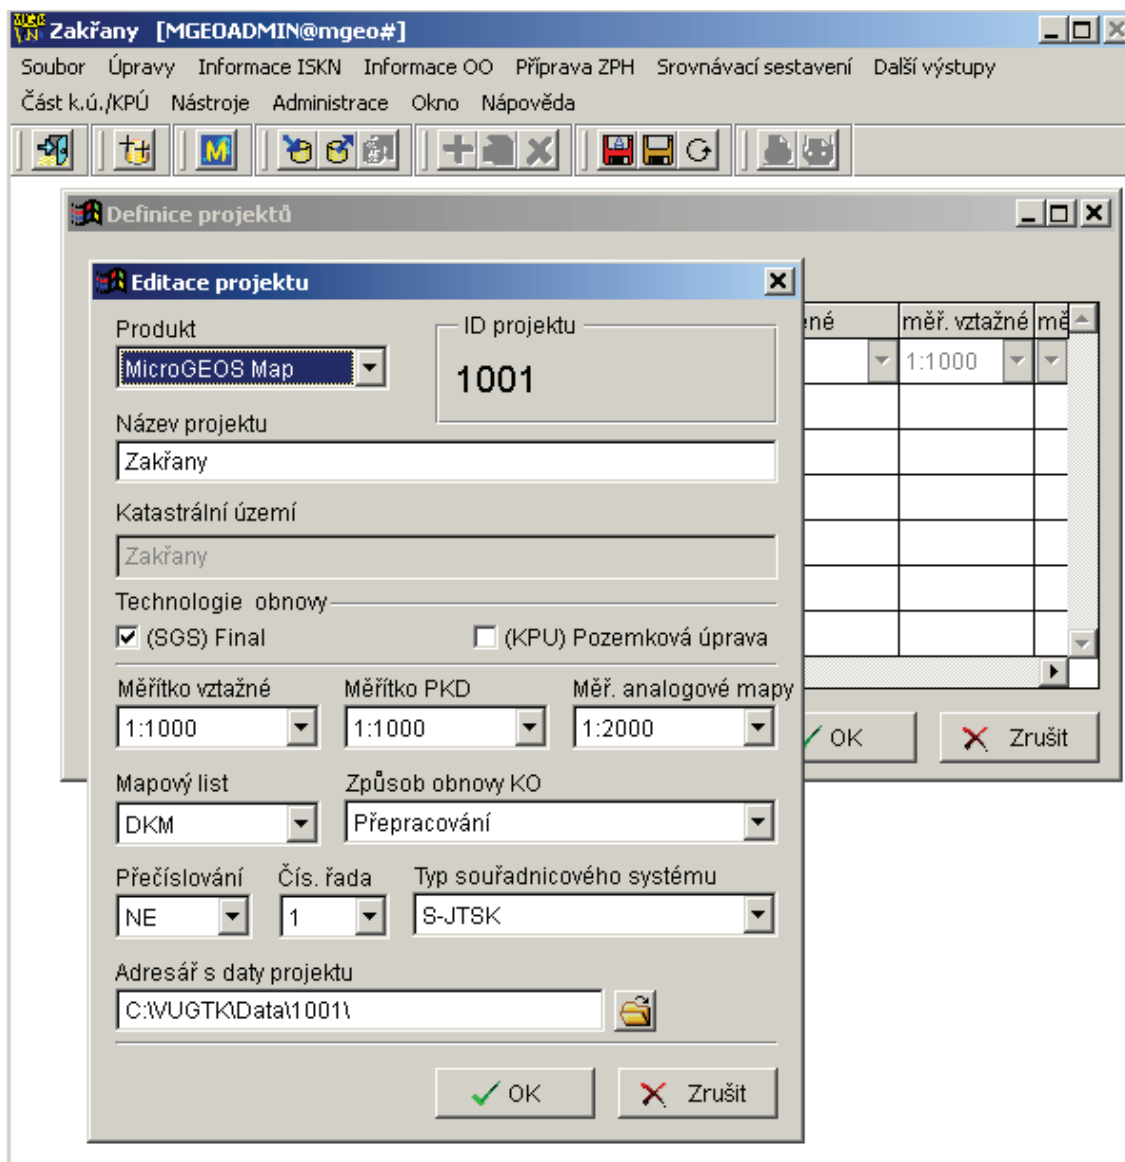 Zakřany [MGEOADMIN@mgeo#]
Soubor Úpravy Informace ISKN Informace OO Příprava ZPH Srovnávací sestavení Další výstupy
Část k.ú./KPÚ Nástroje Administrace Okno Nápověda
Definice projektů
Editace projektu
né měř. vztažné mě
1:1000
Produkt
ID projektu
MicroGEOS Map
1001
Název projektu
Zakřany
Katastrální území
Zakřany
Technologie obnovy
(SGS) Final (KPU) Pozemková úprava
Měřítko vztažné Měřítko PKD Měř. analogové mapy
1:1000 1:1000 1:2000
OK Zrušit
Mapový list Způsob obnovy KO
DKM Přepracování
Přečíslování Čís. řada Typ souřadnicového systému
NE 1 S-JTSK
Adresář s daty projektu
C:\VUGTK\Data\1001\
OK Zrušit